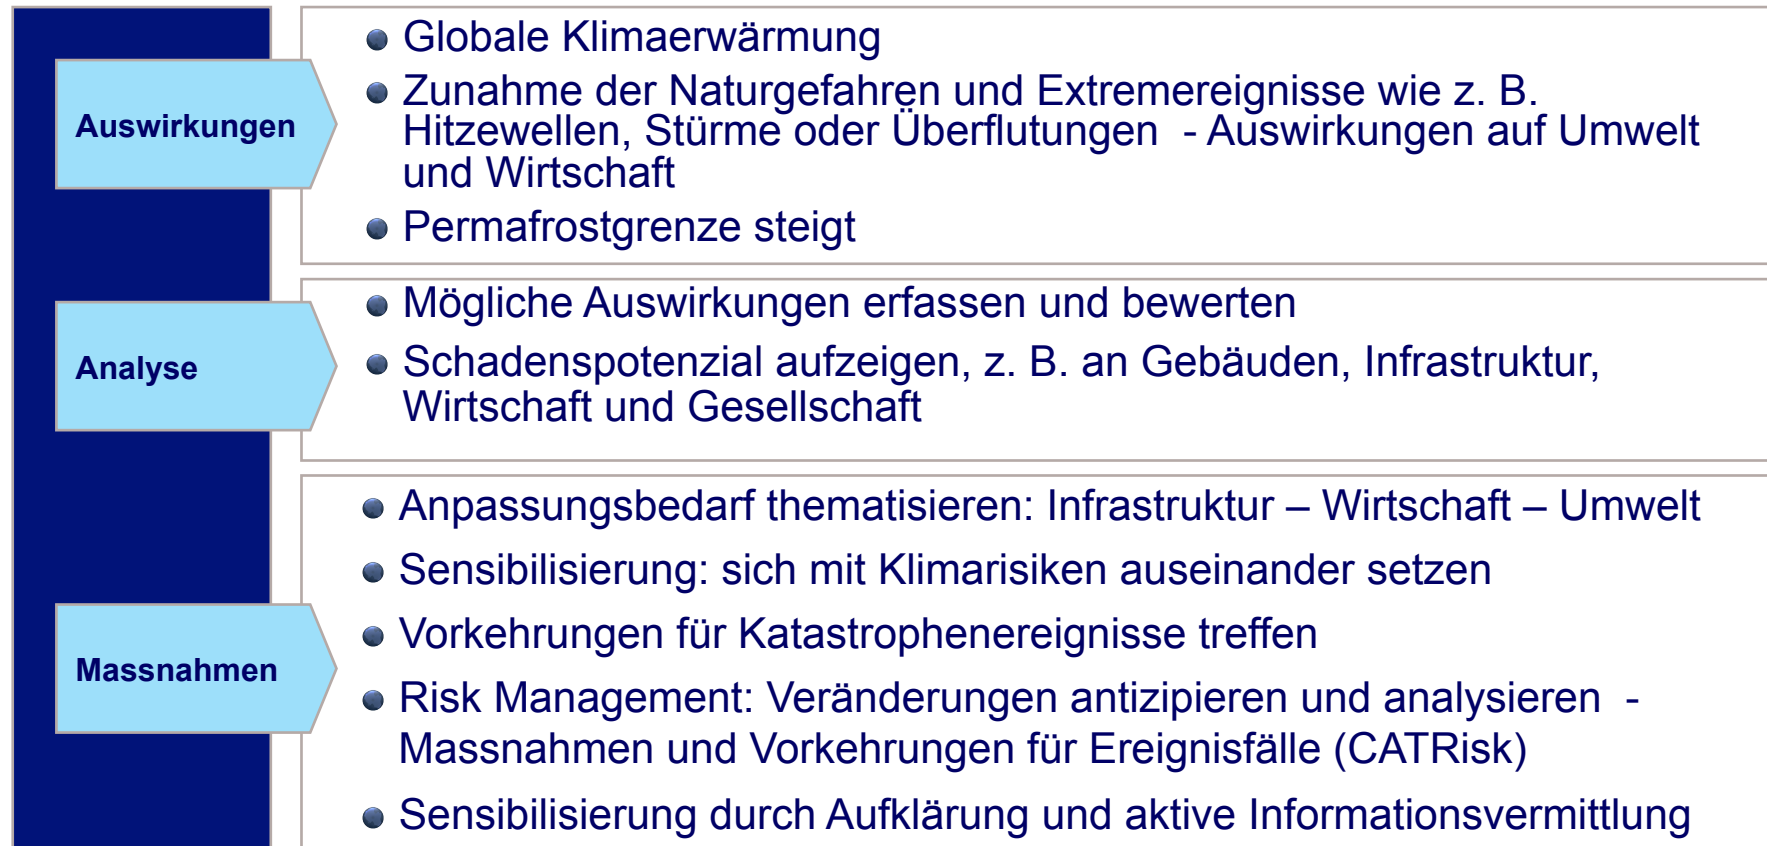 Auswirkungen
Globale Klimaerwärmung
Zunahme der Naturgefahren und Extremereignisse wie z. B.
Hitzewellen, Stürme oder Überflutungen  - Auswirkungen auf Umwelt
und Wirtschaft
Permafrostgrenze steigt
Analyse
Mögliche Auswirkungen erfassen und bewerten
Schadenspotenzial aufzeigen, z. B. an Gebäuden, Infrastruktur,
Wirtschaft und Gesellschaft
Massnahmen
Anpassungsbedarf thematisieren: Infrastruktur – Wirtschaft – Umwelt
Sensibilisierung: sich mit Klimarisiken auseinander setzen
Vorkehrungen für Katastrophenereignisse treffen
Risk Management: Veränderungen antizipieren und analysieren  -
Massnahmen und Vorkehrungen für Ereignisfälle (CATRisk)
Sensibilisierung durch Aufklärung und aktive Informationsvermittlung